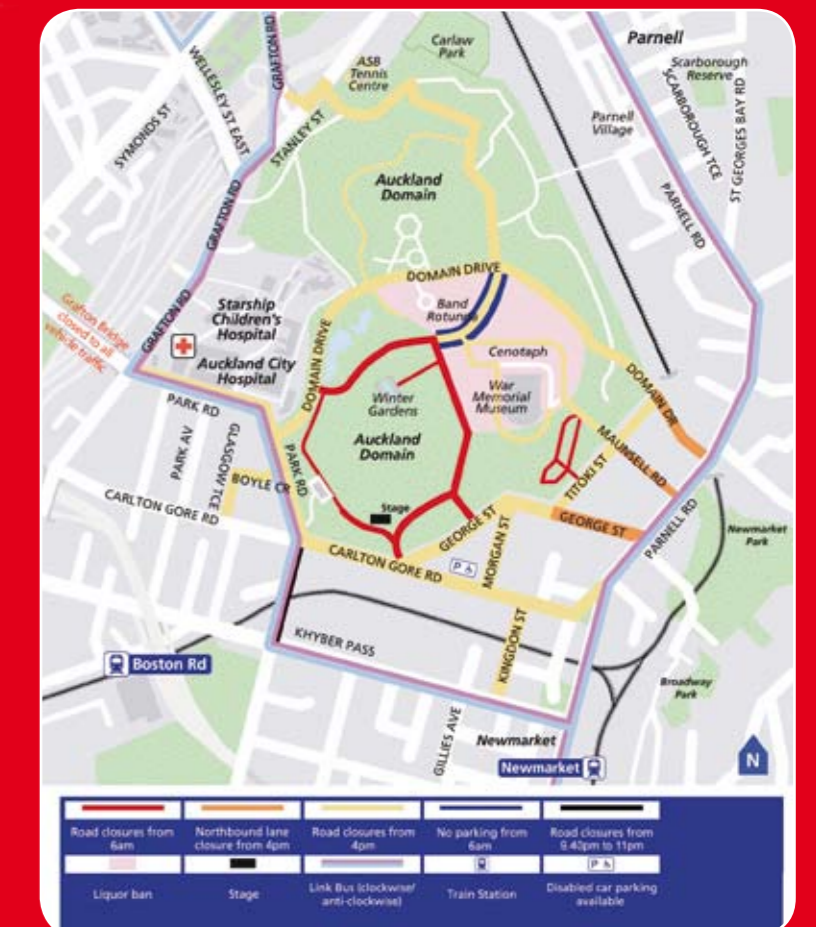 Parnell
Carlaw
Park
ASB
Tennis
Centre
Scarborough
Reserve
GRAFTON RD
WELLESLEY ST EAST
SYMONDS ST
STANLEY ST
Parnell
Village
SCARBOROUGH TCE
ST GEORGES BAY RD
PARNELL RD
Auckland
Domain
GRAFTON RD
DOMAIN DRIVE
Band
Rotunda
Starship
Children's
Hospital
Grafton Bridge
closed to all
vehicle traffic
GRAFTON RD
Auckland City
Hospital
DOMAIN DRIVE
Cenotaph
War
Memorial
Museum
Winter
Gardens
Auckland
Domain
DOMAIN DR
MAUNSELL RD
TITOKI ST
PARK RD
PARK AV
GLASGOW TCE
BOYLE CR
PARK RD
CARLTON GORE RD
Stage
GEORGE ST
MORGAN ST
GEORGE ST
PARNELL RD
Newmarket
Park
CARLTON GORE RD
P
KHYBER PASS
KINGDON ST
Boston Rd
GILLIES AVE
Newmarket
Newmarket
Broadway
Park
N
Road closures from
6am
Northbound lane
closure from 4pm
Road closures from
4pm
No parking from
6am
Road closures from
9.40pm to 11pm
P
Liquor ban
Stage
Link Bus (clockwise/
anti-clockwise)
Train Station
Disabled car parking
available